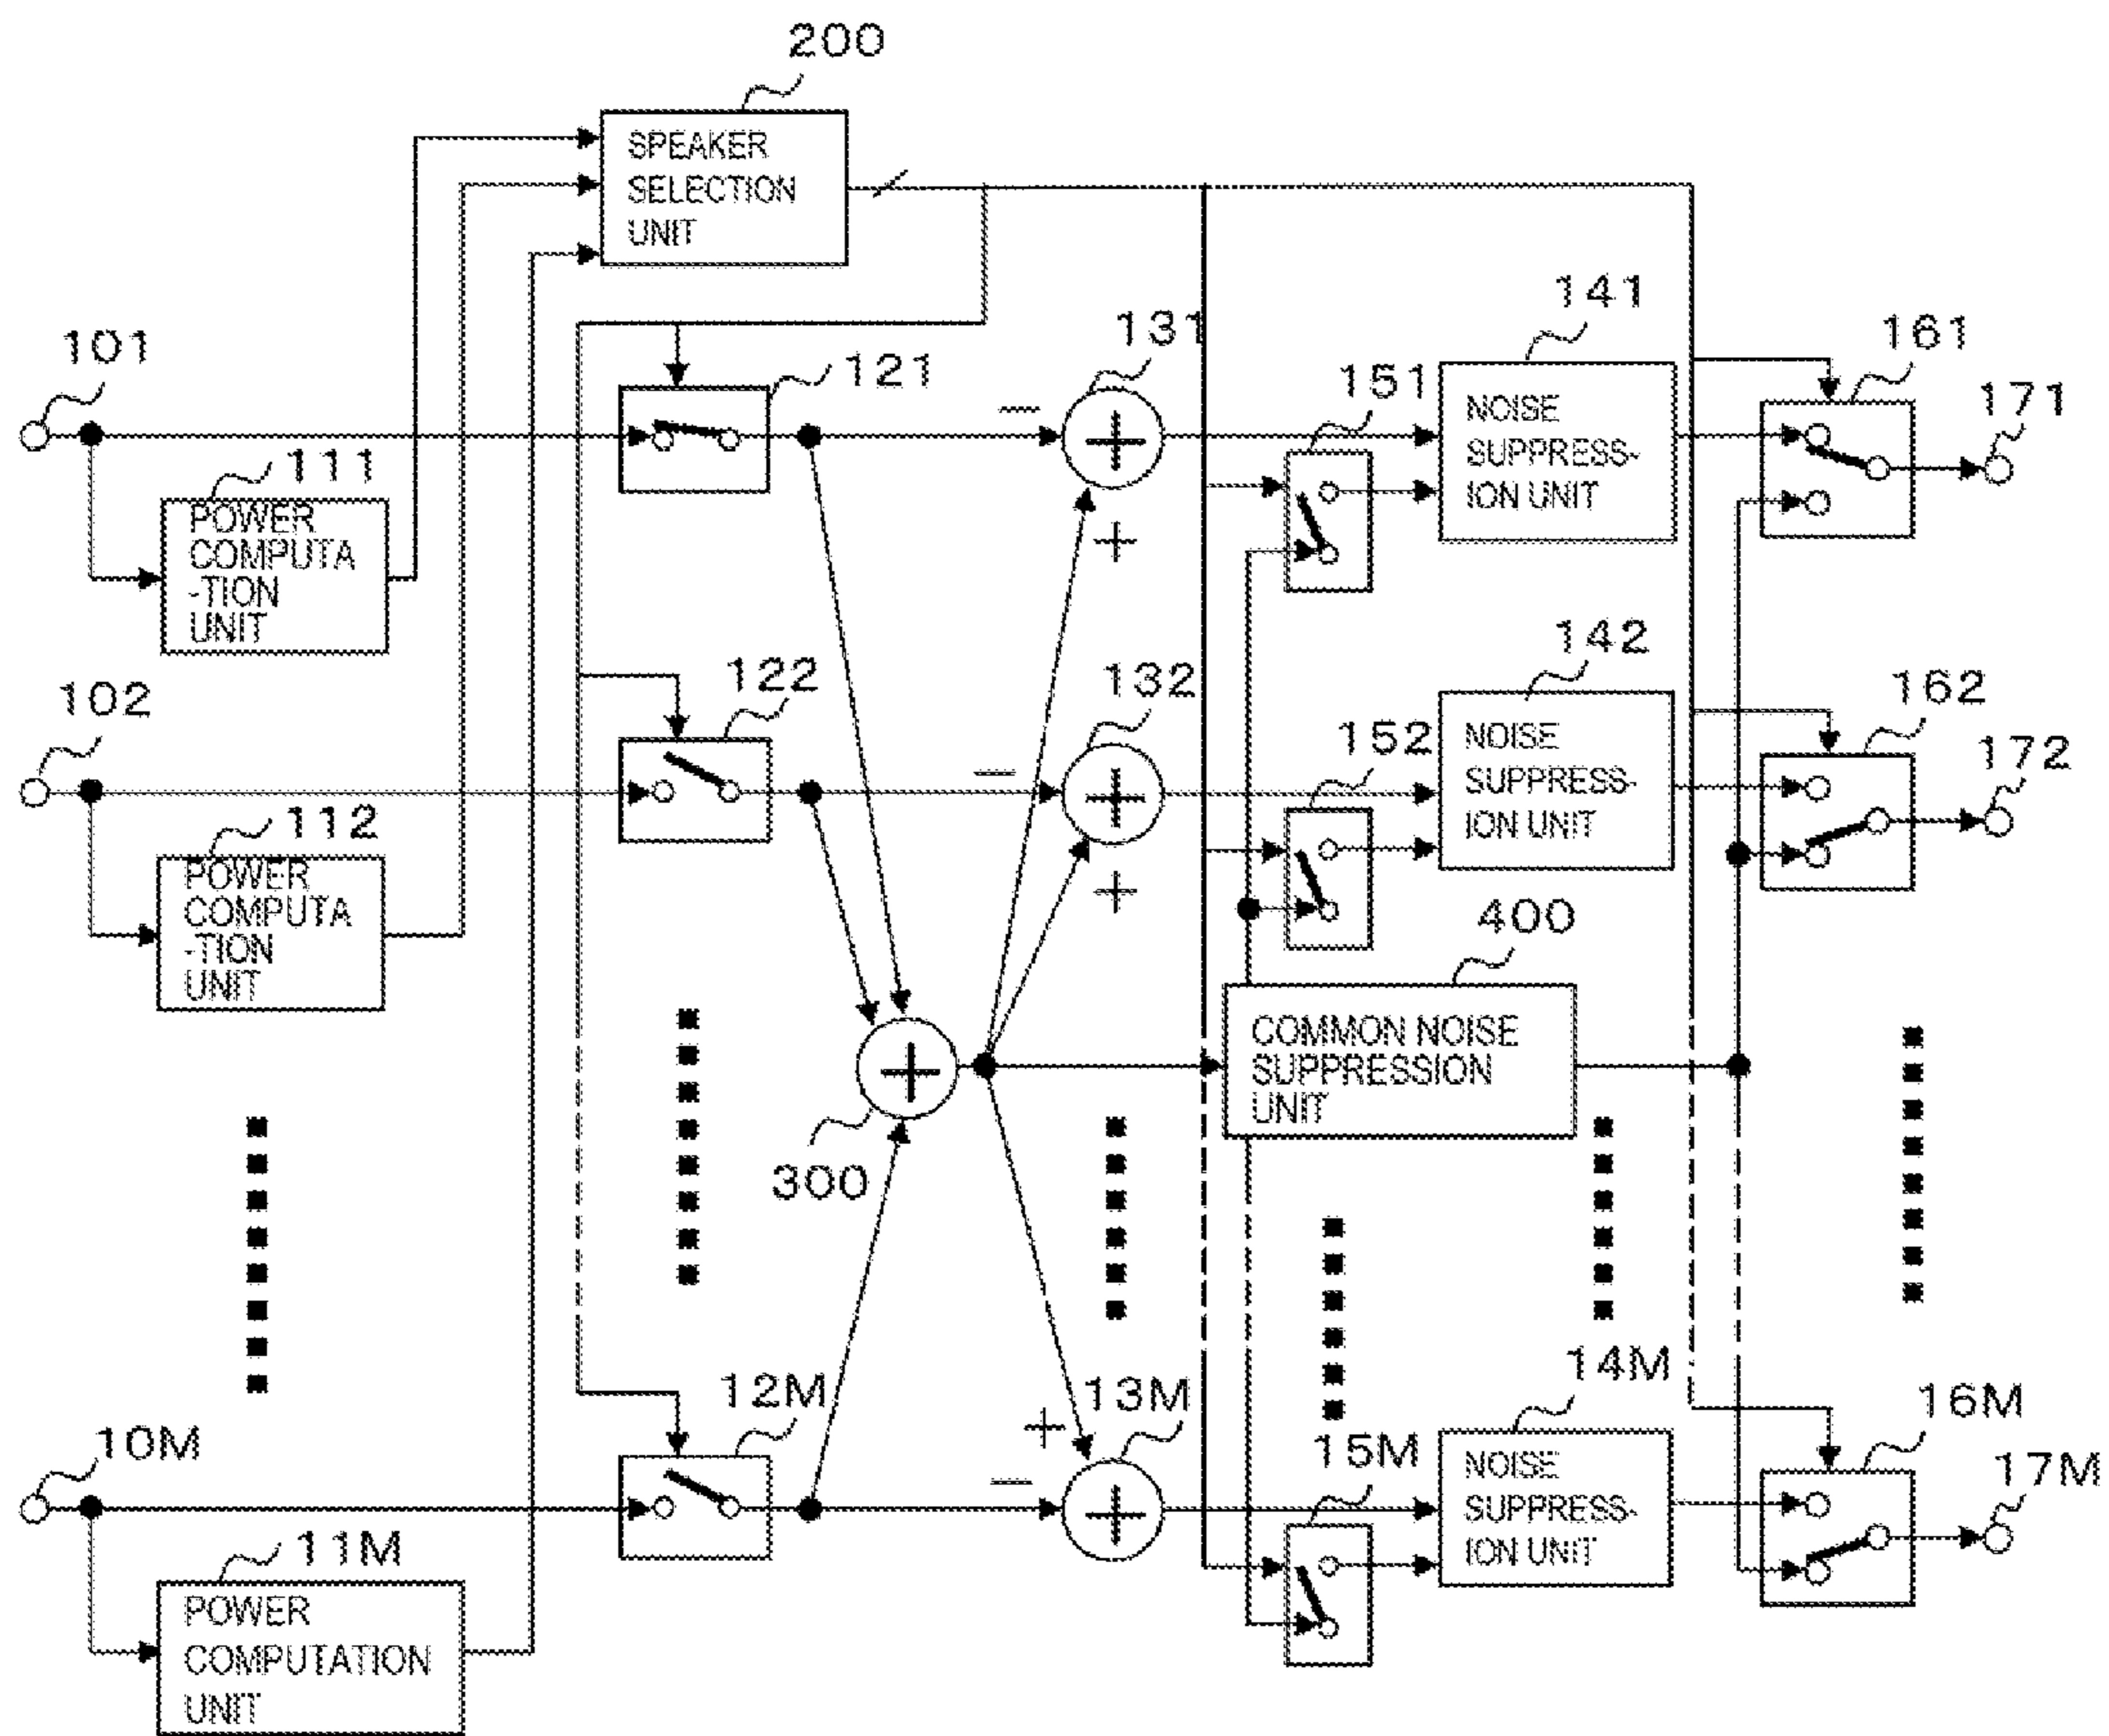 200
SPEAKER
SELECTION
UNIT
141
101
131
161
121
151
171
NOISE
SUPPRESS-
ION UNIT
−
111
POWER
COMPUTA
-TION
UNIT
+
142
102
122
132
162
152
172
NOISE
SUPPRESS-
ION UNIT
−
112
POWER
COMPUTA
-TION
UNIT
+
400
COMMON NOISE
SUPPRESSION
UNIT
300
14M
12M
13M
16M
10M
+
15M
17M
NOISE
SUPPRESS-
ION UNIT
−
11M
POWER
COMPUTATION
UNIT